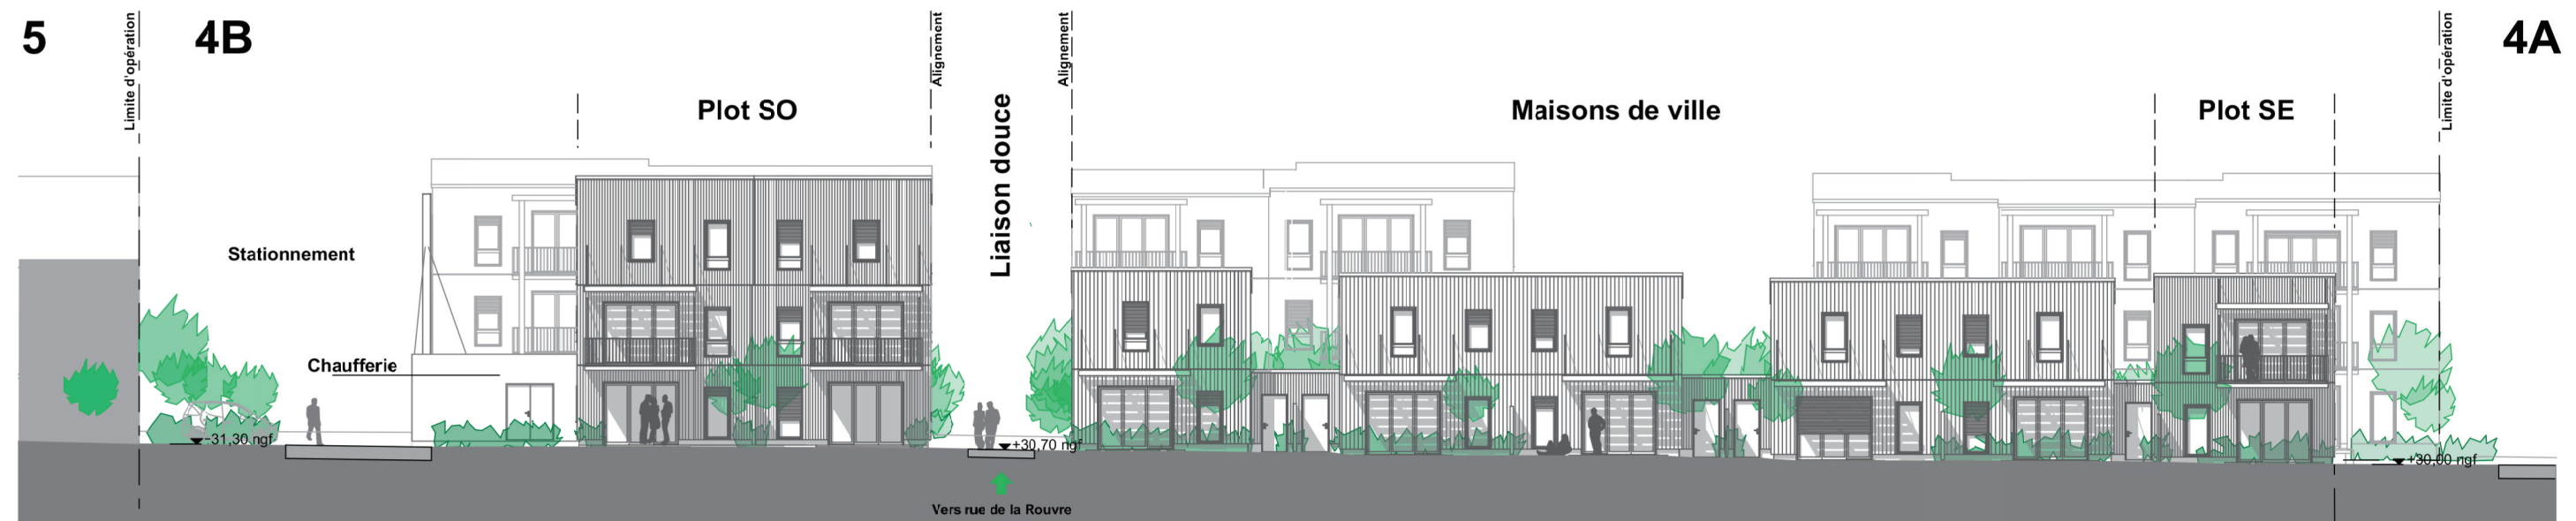 5
Limite d'opération
4B
Plot SO
Alignement
Liaison douce
Alignement
Maisons de ville
Plot SE
Limite d'opération
4A
Stationnement
Chaufferie
-31,30 ngf
+30,70 ngf
+30,00 ngf
Vers rue de la Rouvre